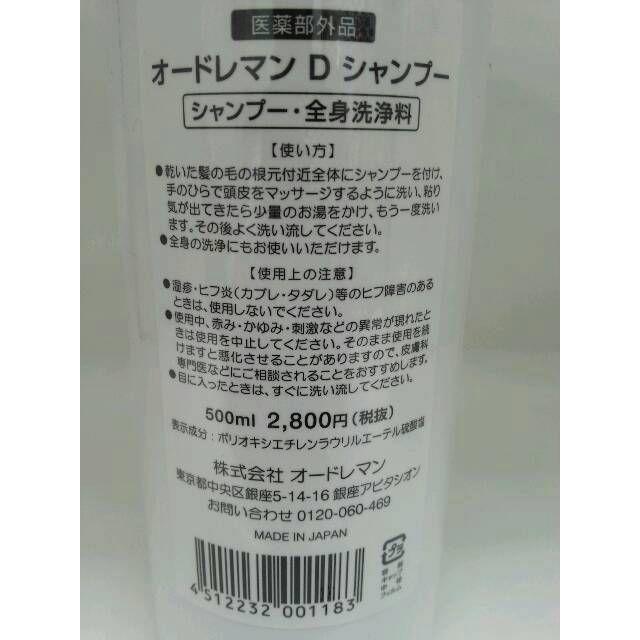 医薬部外品
オードレマン D シャンプー
シャンプー・全身洗浄料
【使い方】
●乾いた髪の毛の根元付近全体にシャンプーを付け、
手のひらで頭皮をマッサージするように洗い、粘り
気が出てきたら少量のお湯をかけ、もう一度洗い
ます。その後よく洗い流してください。
●全身の洗浄にもお使いいただけます。
【使用上の注意】
●湿疹・ヒフ炎(カブレ・タダレ)等のヒフ障害のある
ときは、使用しないでください。
●使用中、赤み・かゆみ・刺激などの異常が現れたと
きは使用を中止してください。そのまま使用を続
けますと悪化させることがありますので、皮膚科
専門医などにご相談されることをおすすめします。
●目に入ったときは、すぐに洗い流してください。
500ml 2,800円(税抜)
表示成分:ポリオキシエチレンラウリルエーテル硫酸塩
株式会社 オードレマン
東京都中央区銀座5-14-16 銀座アビタシオン
お問い合わせ 0120-060-469
MADE IN JAPAN
プラ
4 512232 001183